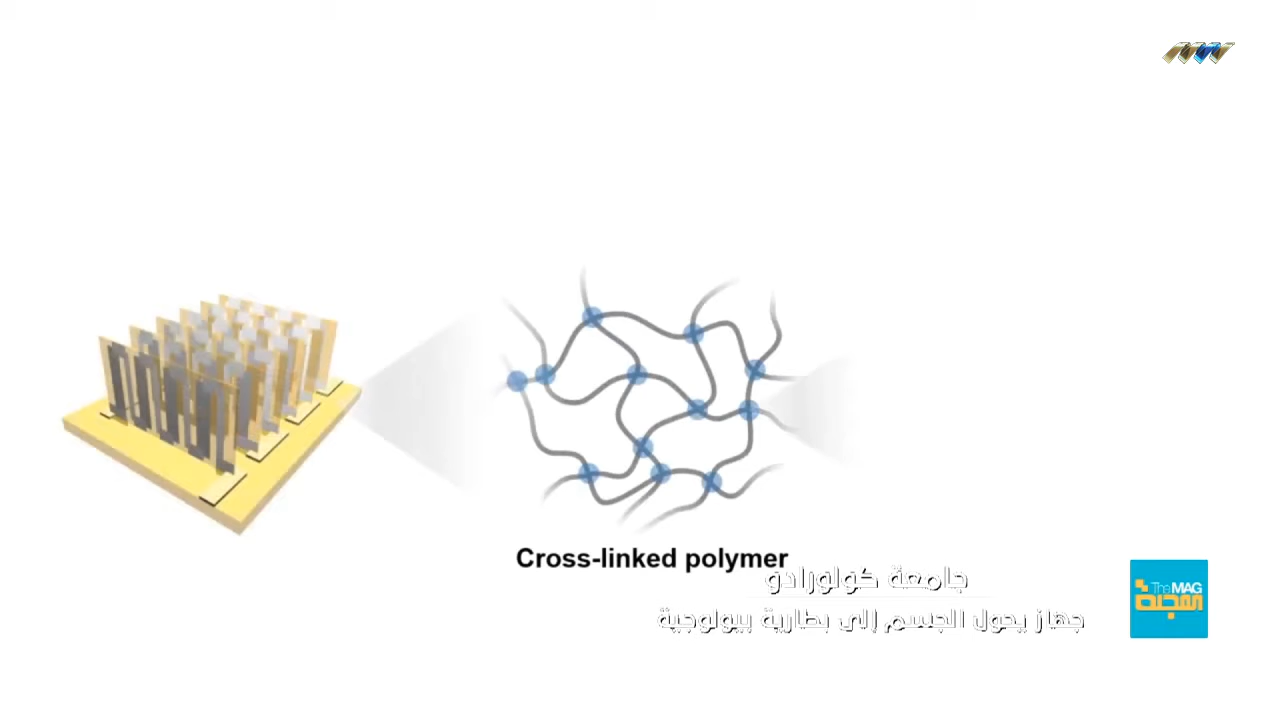 Cross-linked polymer
جامعة كولورادو
جهاز يحول الجسم إلى بطارية بيولوجية
The MAG
المجلة